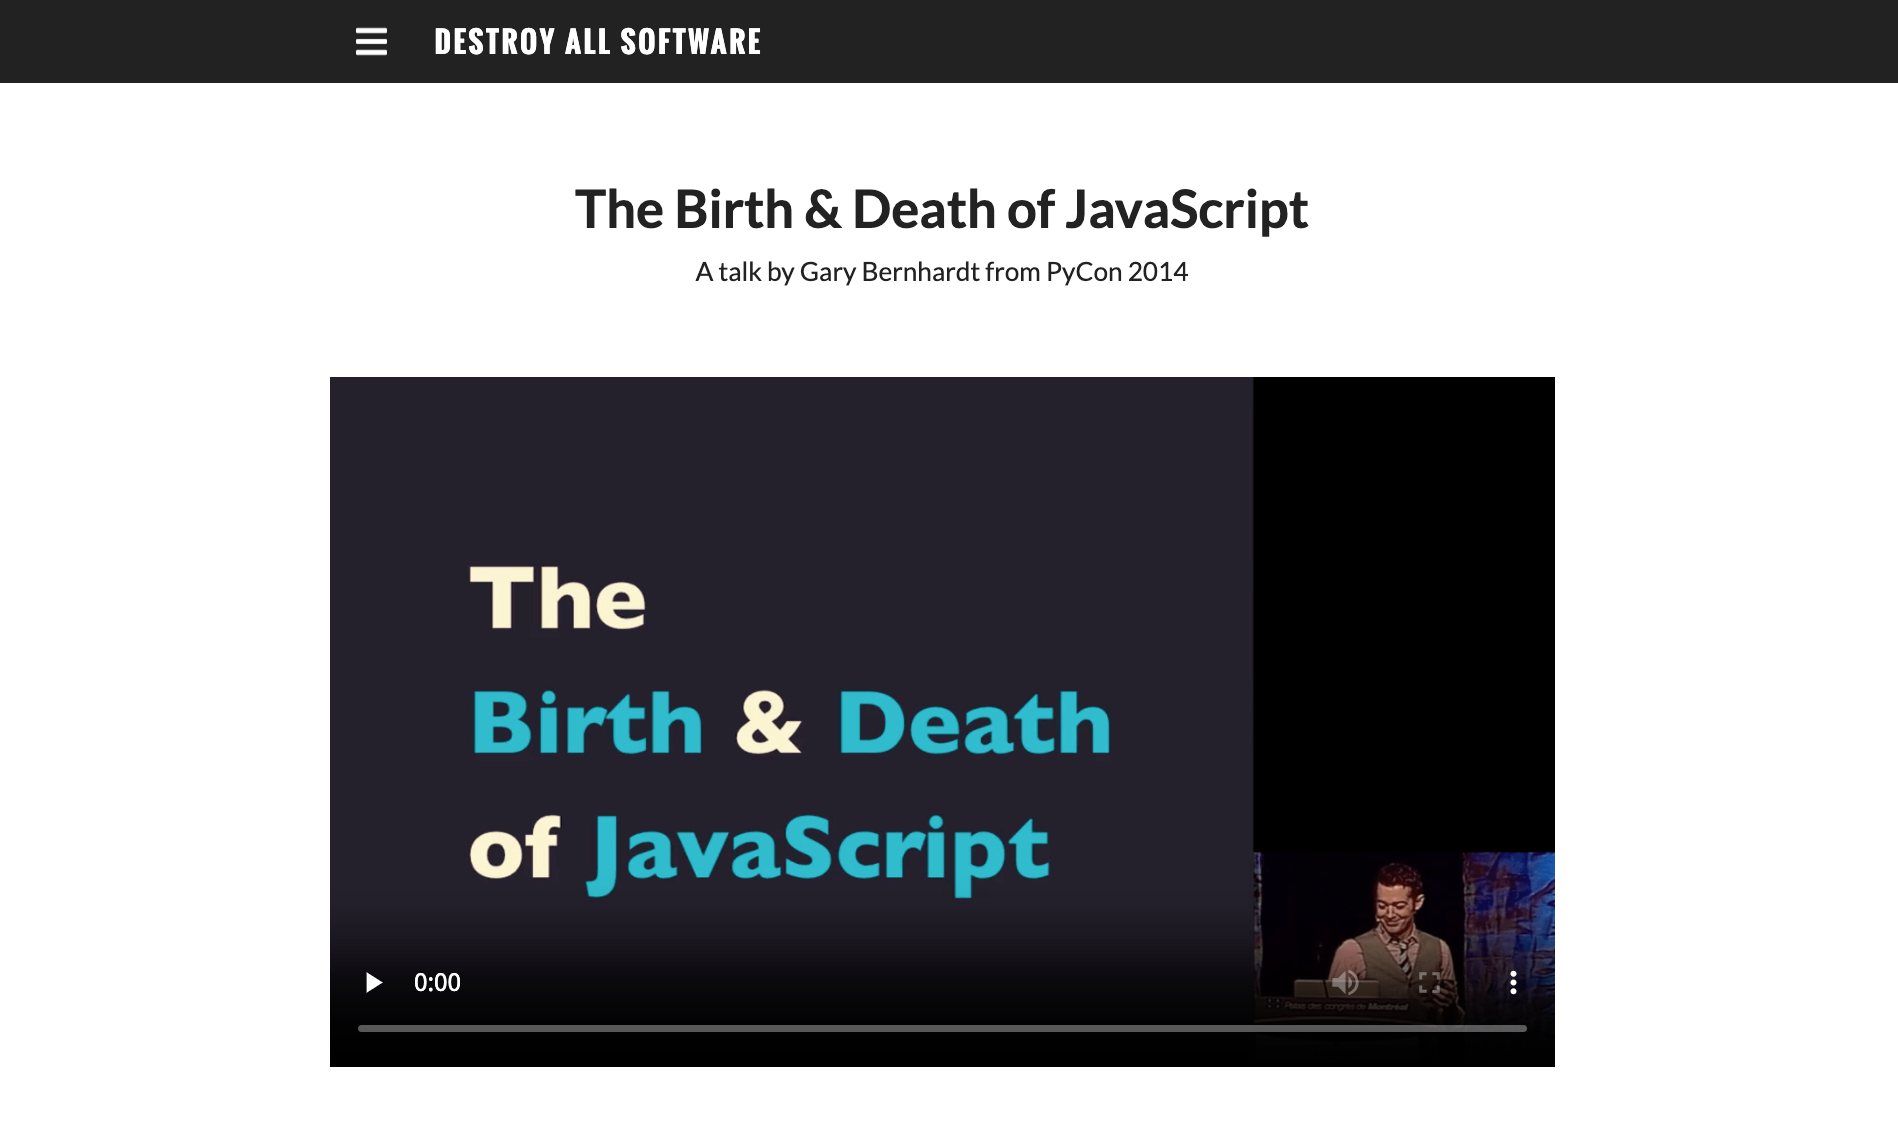 DESTROY ALL SOFTWARE
The Birth & Death of JavaScript
A talk by Gary Bernhardt from PyCon 2014
The
Birth & Death
of JavaScript
0:00
Palais des congrès de Montréal